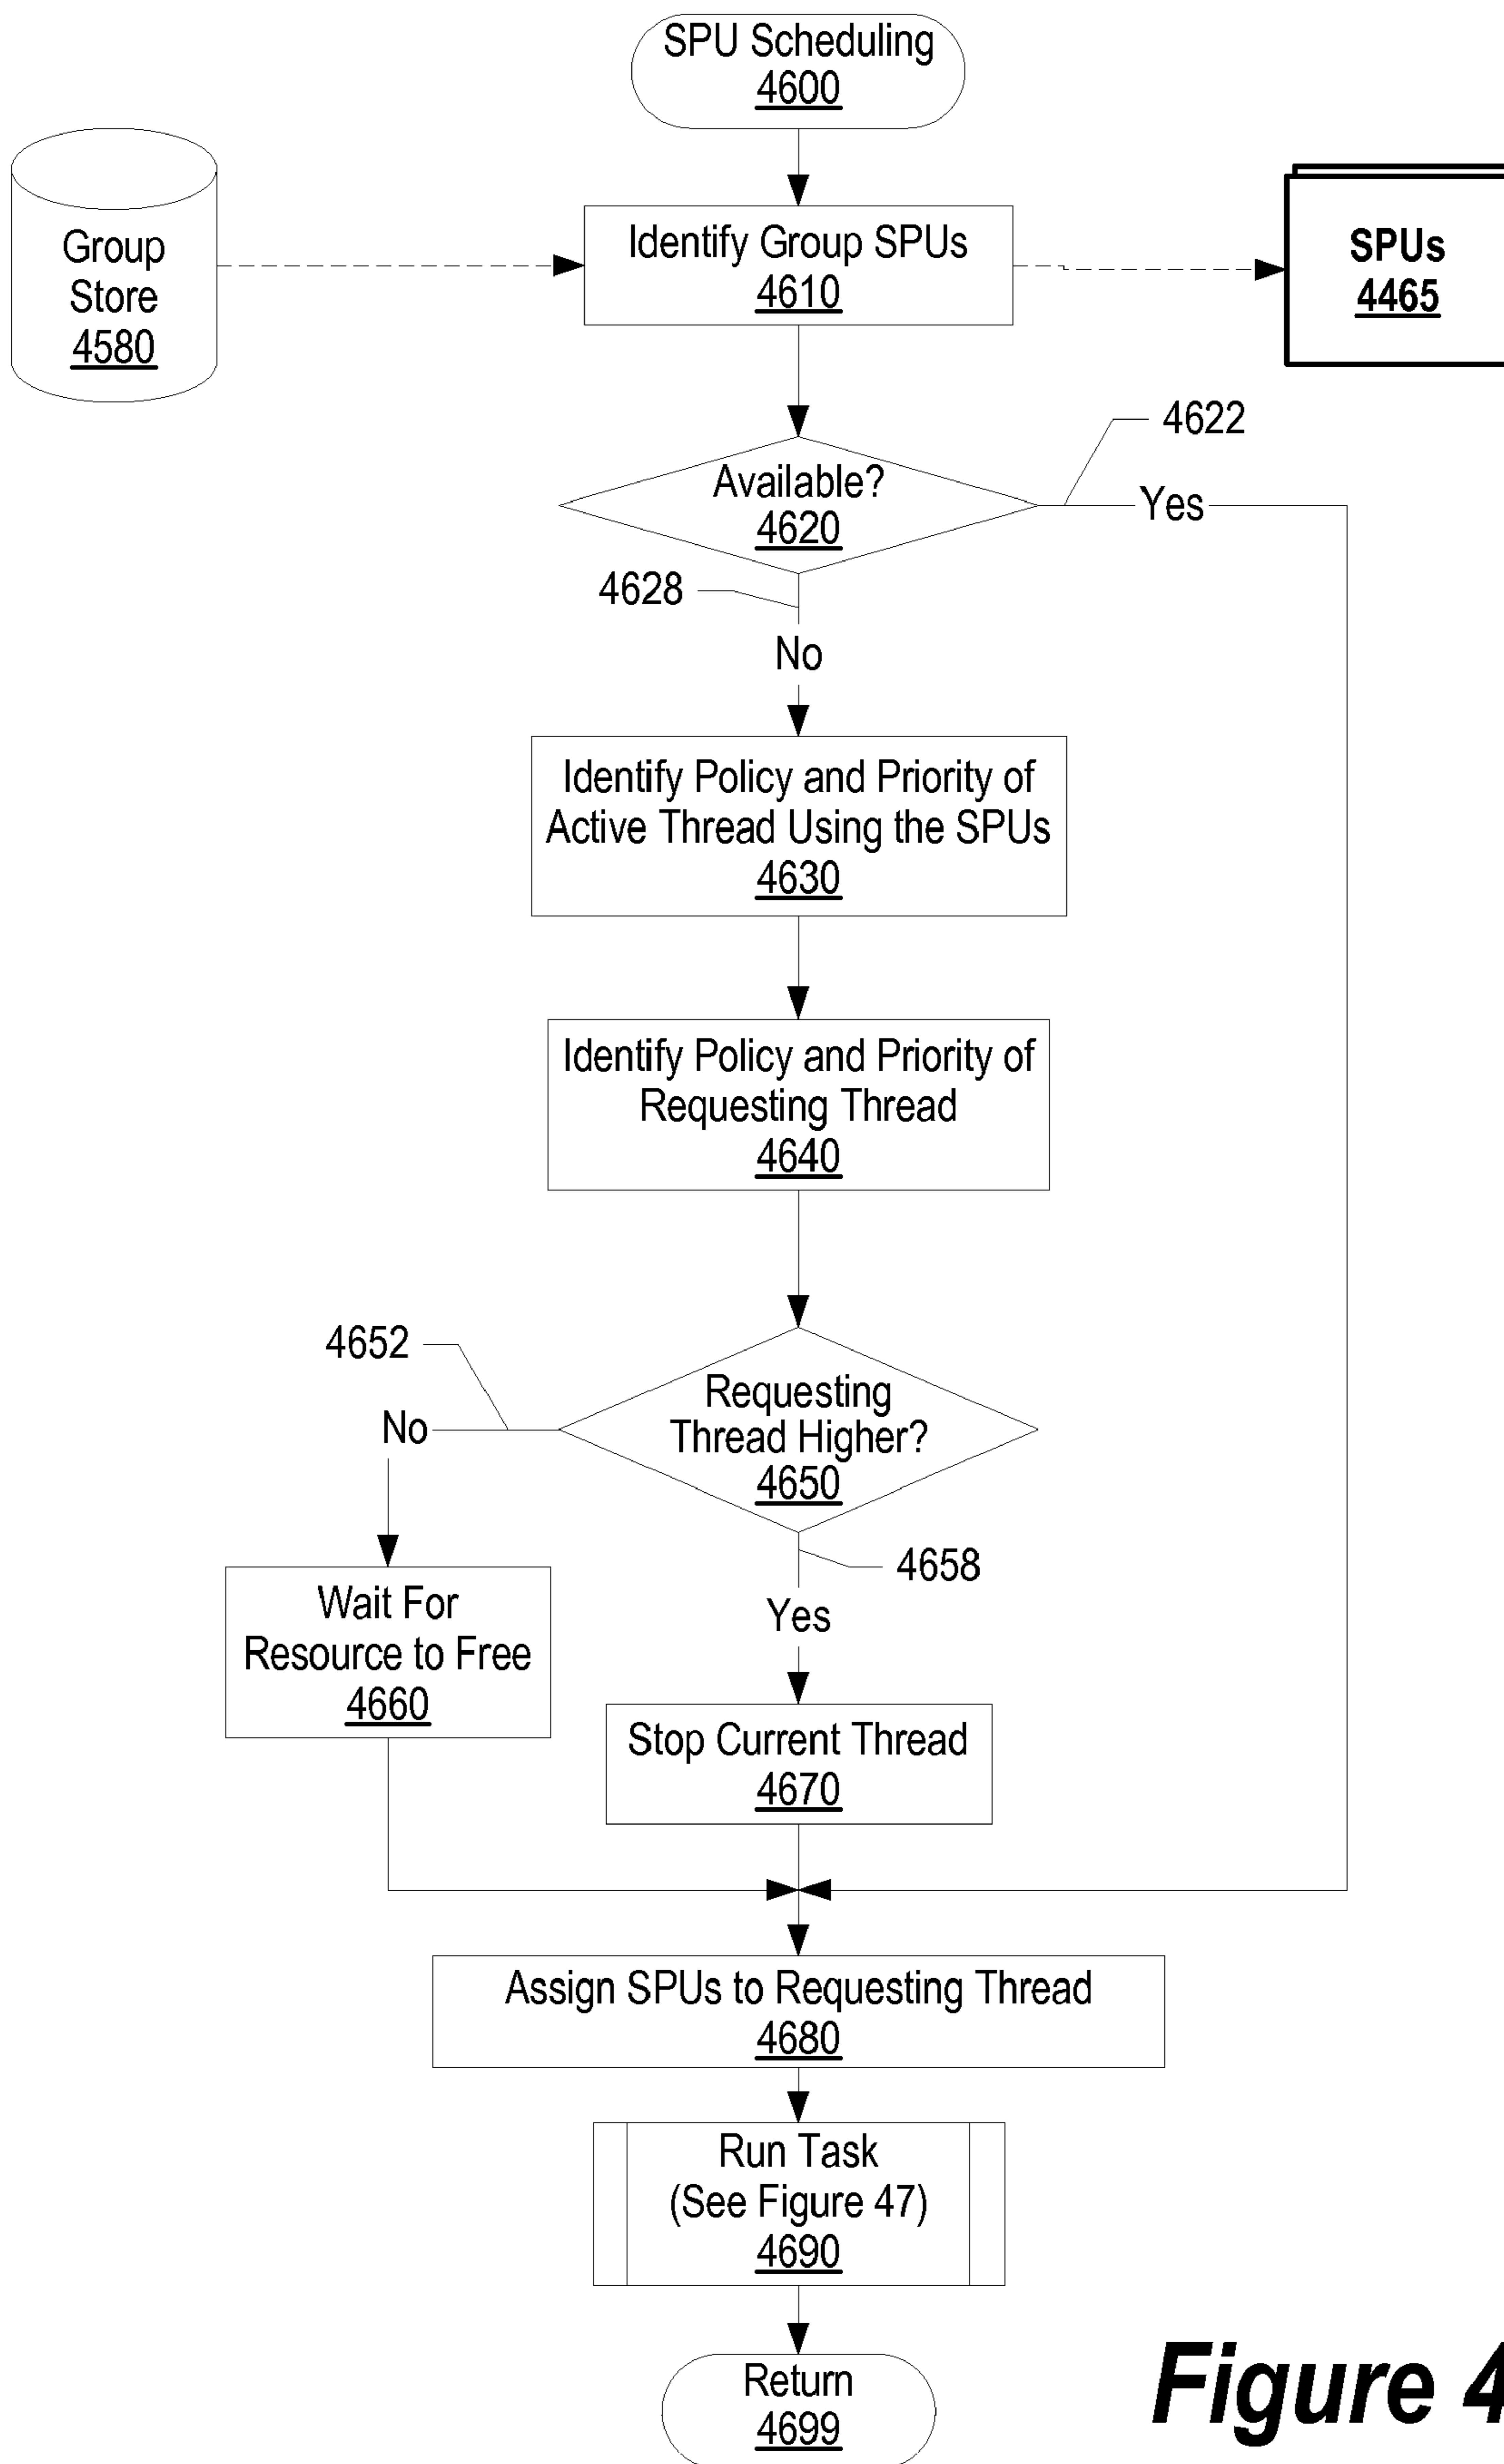 SPU Scheduling
4600
Group
Store
4580
Identify Group SPUs
4610
SPUs
4465
4622
Available?
4620
Yes
4628
No
Identify Policy and Priority of
Active Thread Using the SPUs
4630
Identify Policy and Priority of
Requesting Thread
4640
4652
Requesting
Thread Higher?
4650
No
4658
Yes
Wait For
Resource to Free
4660
Stop Current Thread
4670
Assign SPUs to Requesting Thread
4680
Run Task
(See Figure 47)
4690
Return
4699
Figure 4